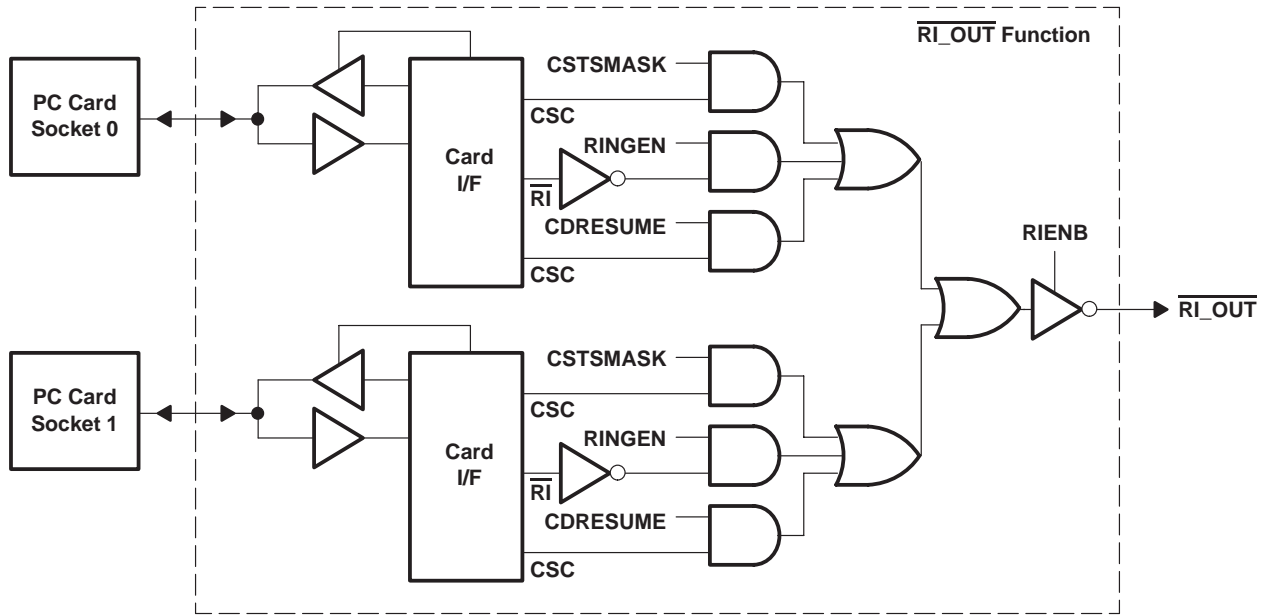 RI_OUT Function
PC Card
Socket 0
CSTSMASK
CSC
RINGEN
Card
I/F
RI
CDRESUME
CSC
RIENB
RI_OUT
PC Card
Socket 1
CSTSMASK
CSC
RINGEN
Card
I/F
RI
CDRESUME
CSC